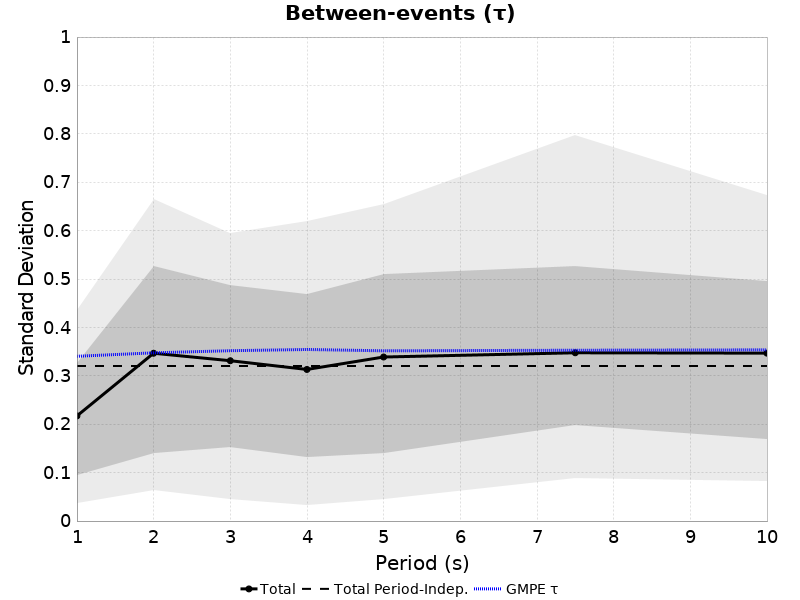 Between-events (τ)
Standard Deviation
1
0.9
0.8
0.7
0.6
0.5
0.4
0.3
0.2
0.1
0
1 2 3 4 5 6 7 8 9 10
Period (s)
Total Total Period-Indep. GMPE τ